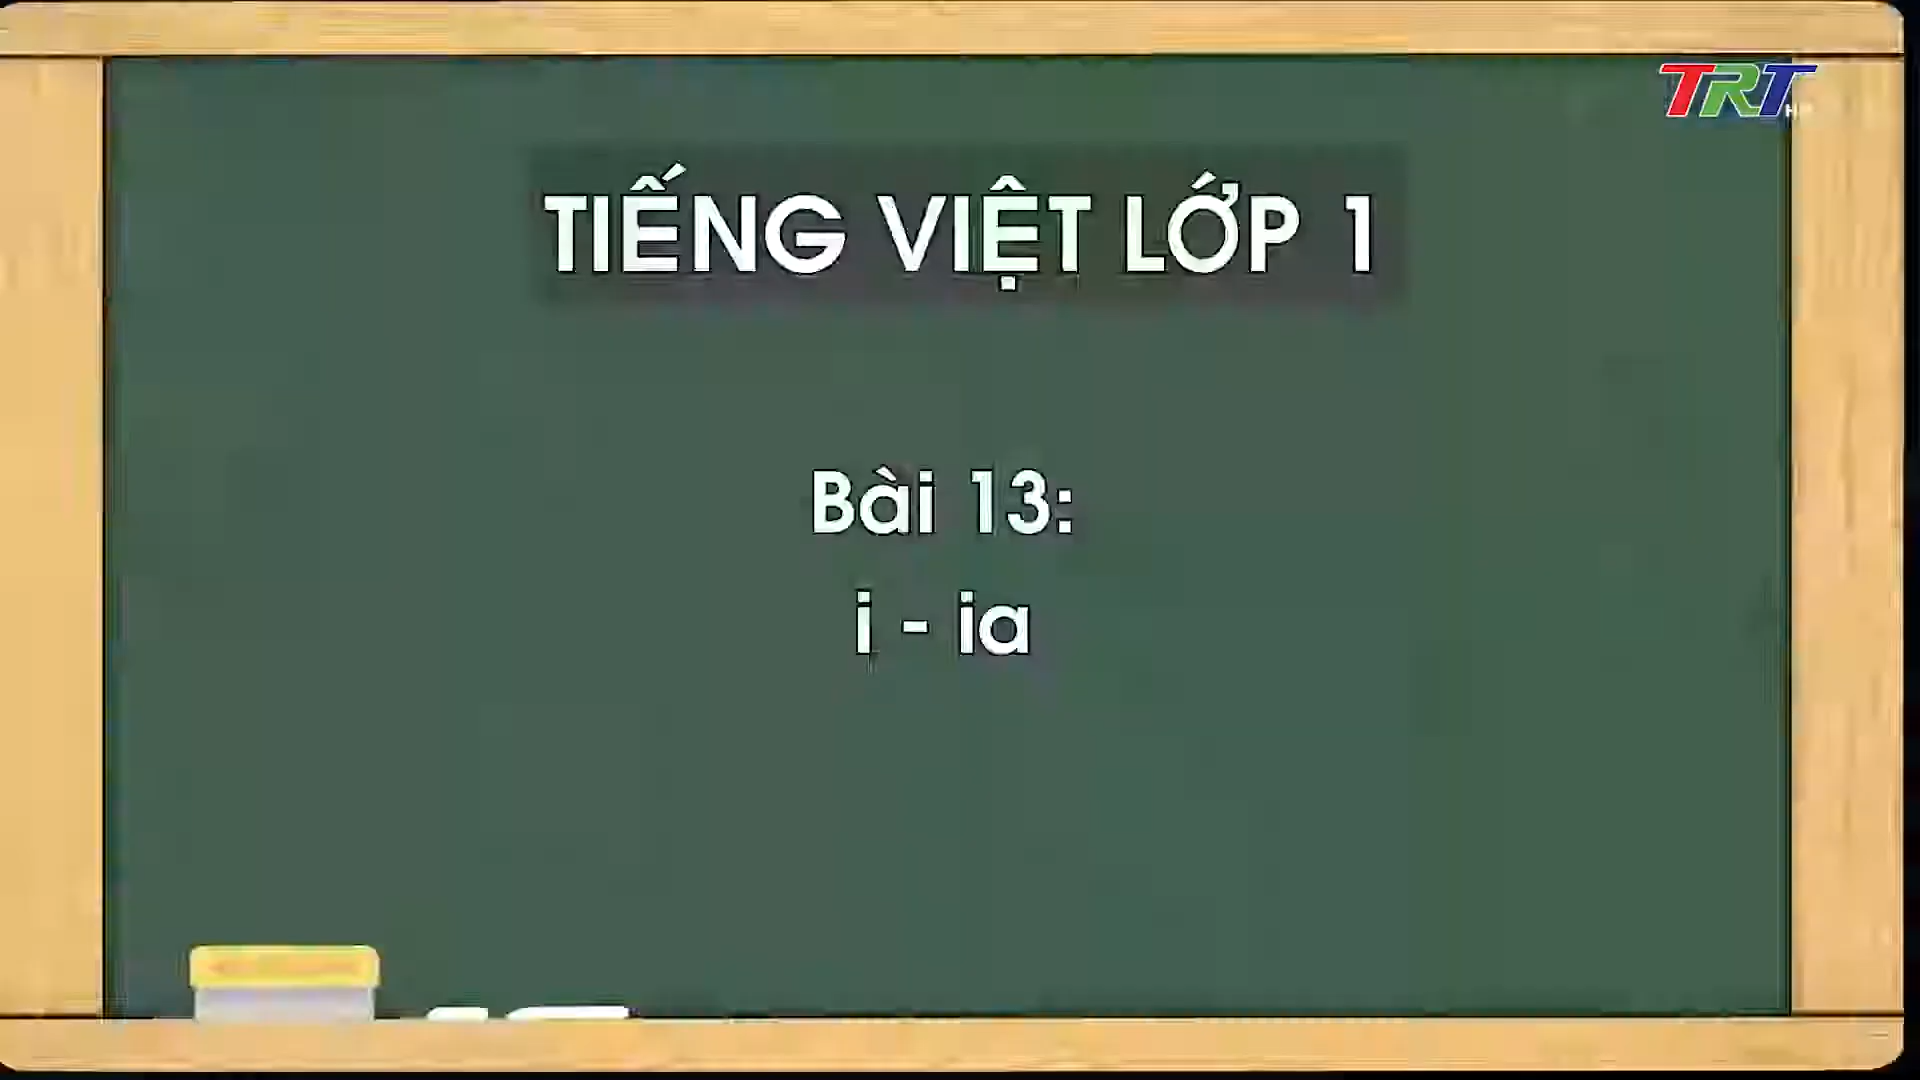 TRT
TIẾNG VIỆT LỚP 1
Bài 13:
i - ia